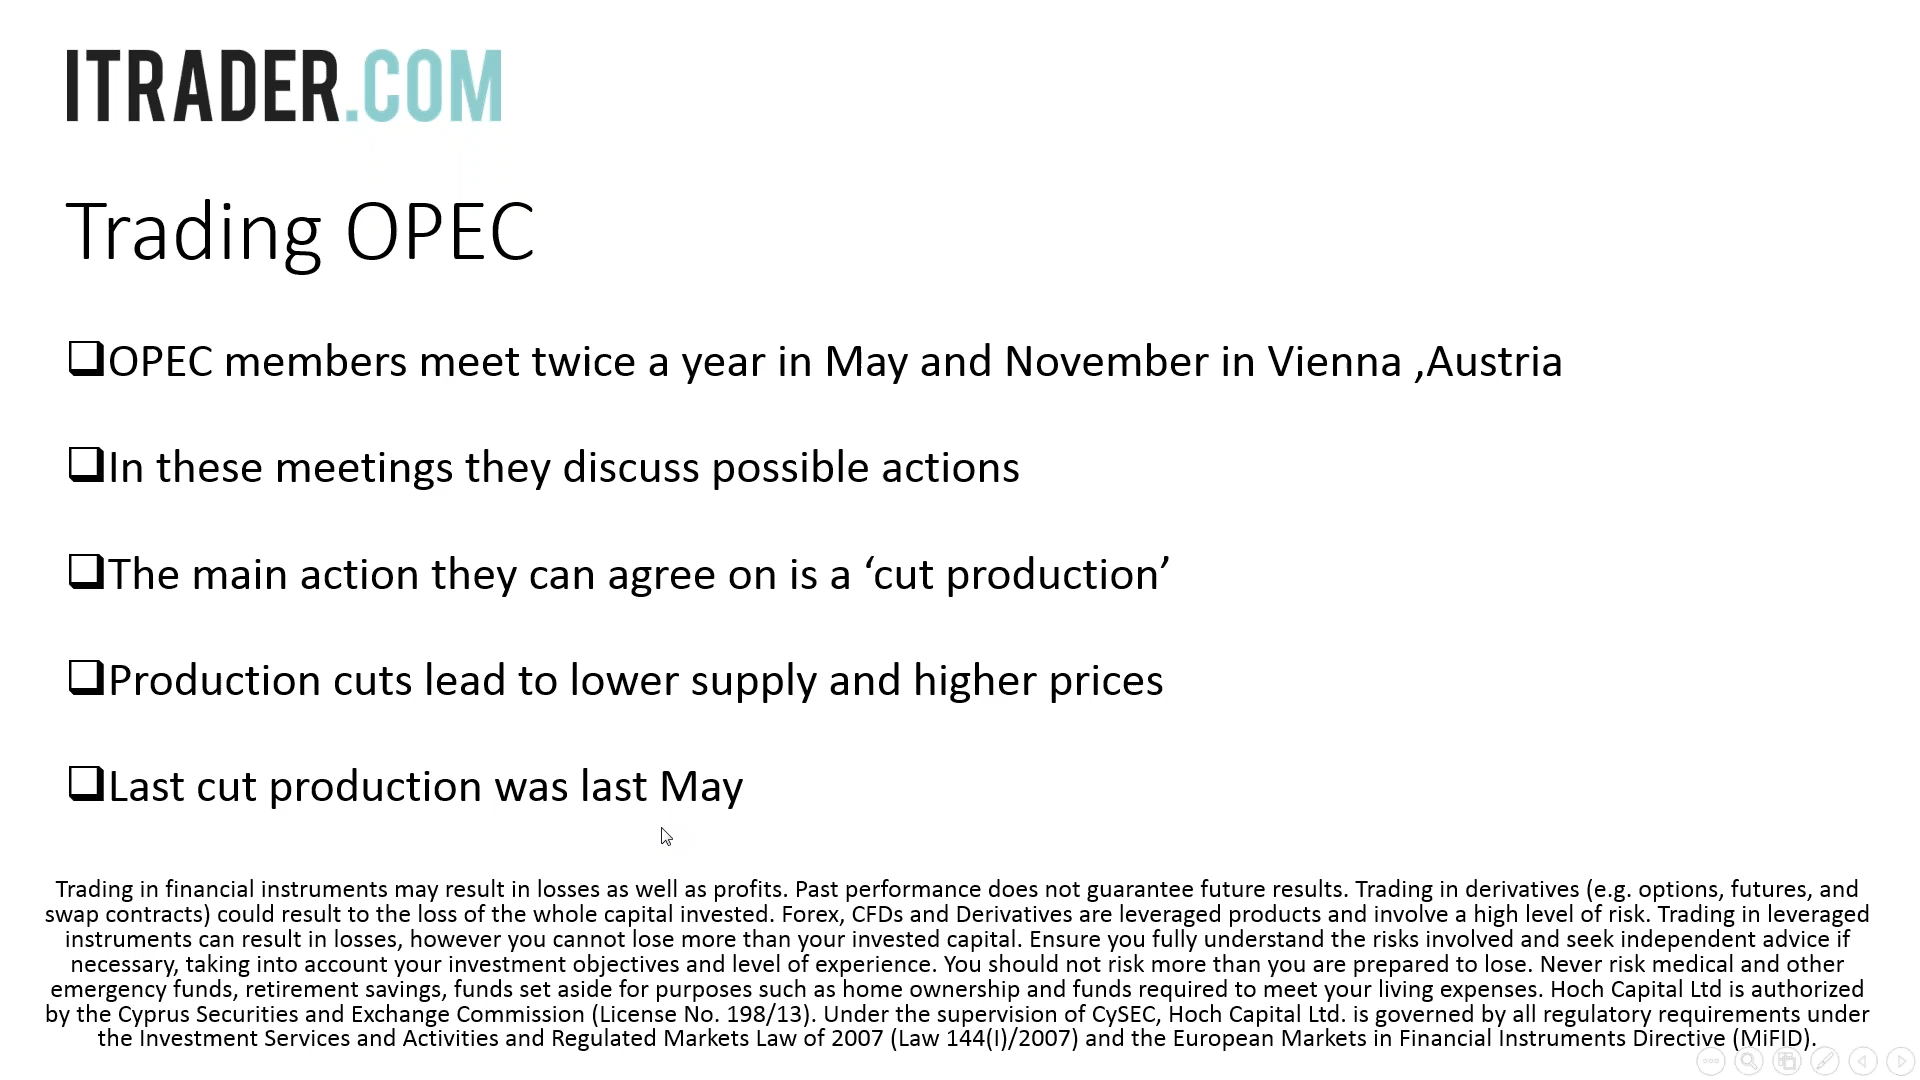 ITRADER.COM
Trading OPEC
❑OPEC members meet twice a year in May and November in Vienna ,Austria
❑In these meetings they discuss possible actions
❑The main action they can agree on is a ‘cut production’
❑Production cuts lead to lower supply and higher prices
❑Last cut production was last May
Trading in financial instruments may result in losses as well as profits. Past performance does not guarantee future results. Trading in derivatives (e.g. options, futures, and
swap contracts) could result to the loss of the whole capital invested. Forex, CFDs and Derivatives are leveraged products and involve a high level of risk. Trading in leveraged
instruments can result in losses, however you cannot lose more than your invested capital. Ensure you fully understand the risks involved and seek independent advice if
necessary, taking into account your investment objectives and level of experience. You should not risk more than you are prepared to lose. Never risk medical and other
emergency funds, retirement savings, funds set aside for purposes such as home ownership and funds required to meet your living expenses. Hoch Capital Ltd is authorized
by the Cyprus Securities and Exchange Commission (License No. 198/13). Under the supervision of CySEC, Hoch Capital Ltd. is governed by all regulatory requirements under
the Investment Services and Activities and Regulated Markets Law of 2007 (Law 144(I)/2007) and the European Markets in Financial Instruments Directive (MiFID).